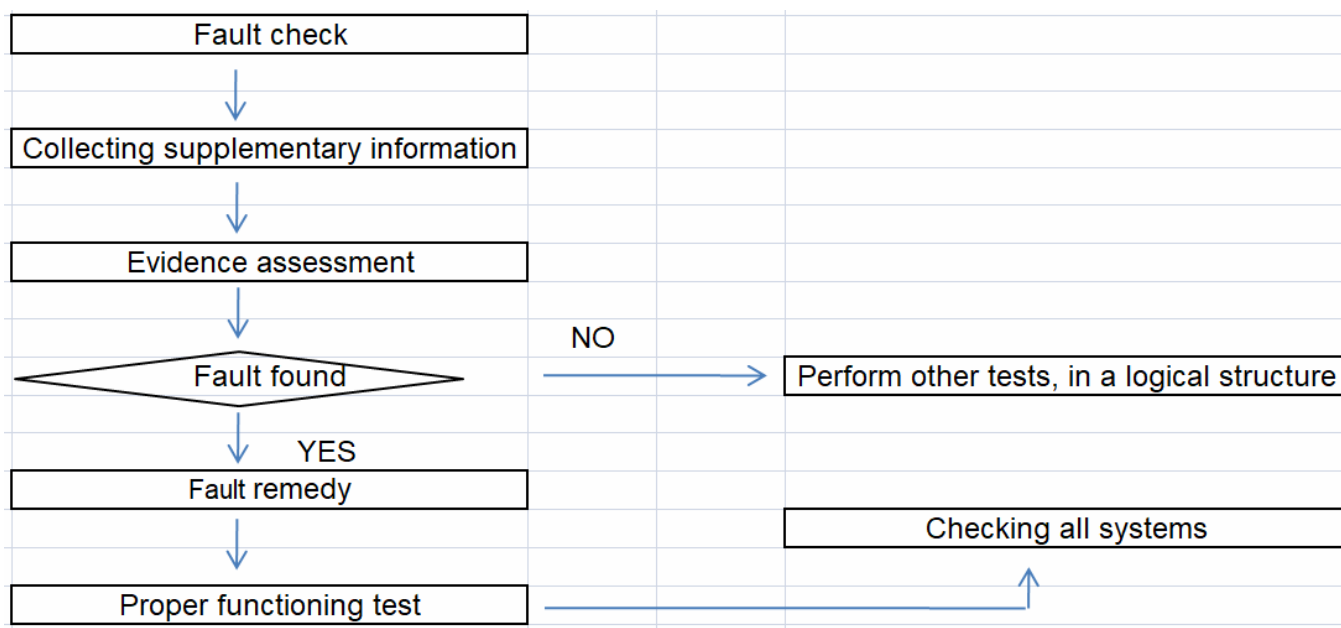 Fault check
Collecting supplementary information
Evidence assessment
NO
Fault found
Perform other tests, in a logical structure
YES
Fault remedy
Checking all systems
Proper functioning test